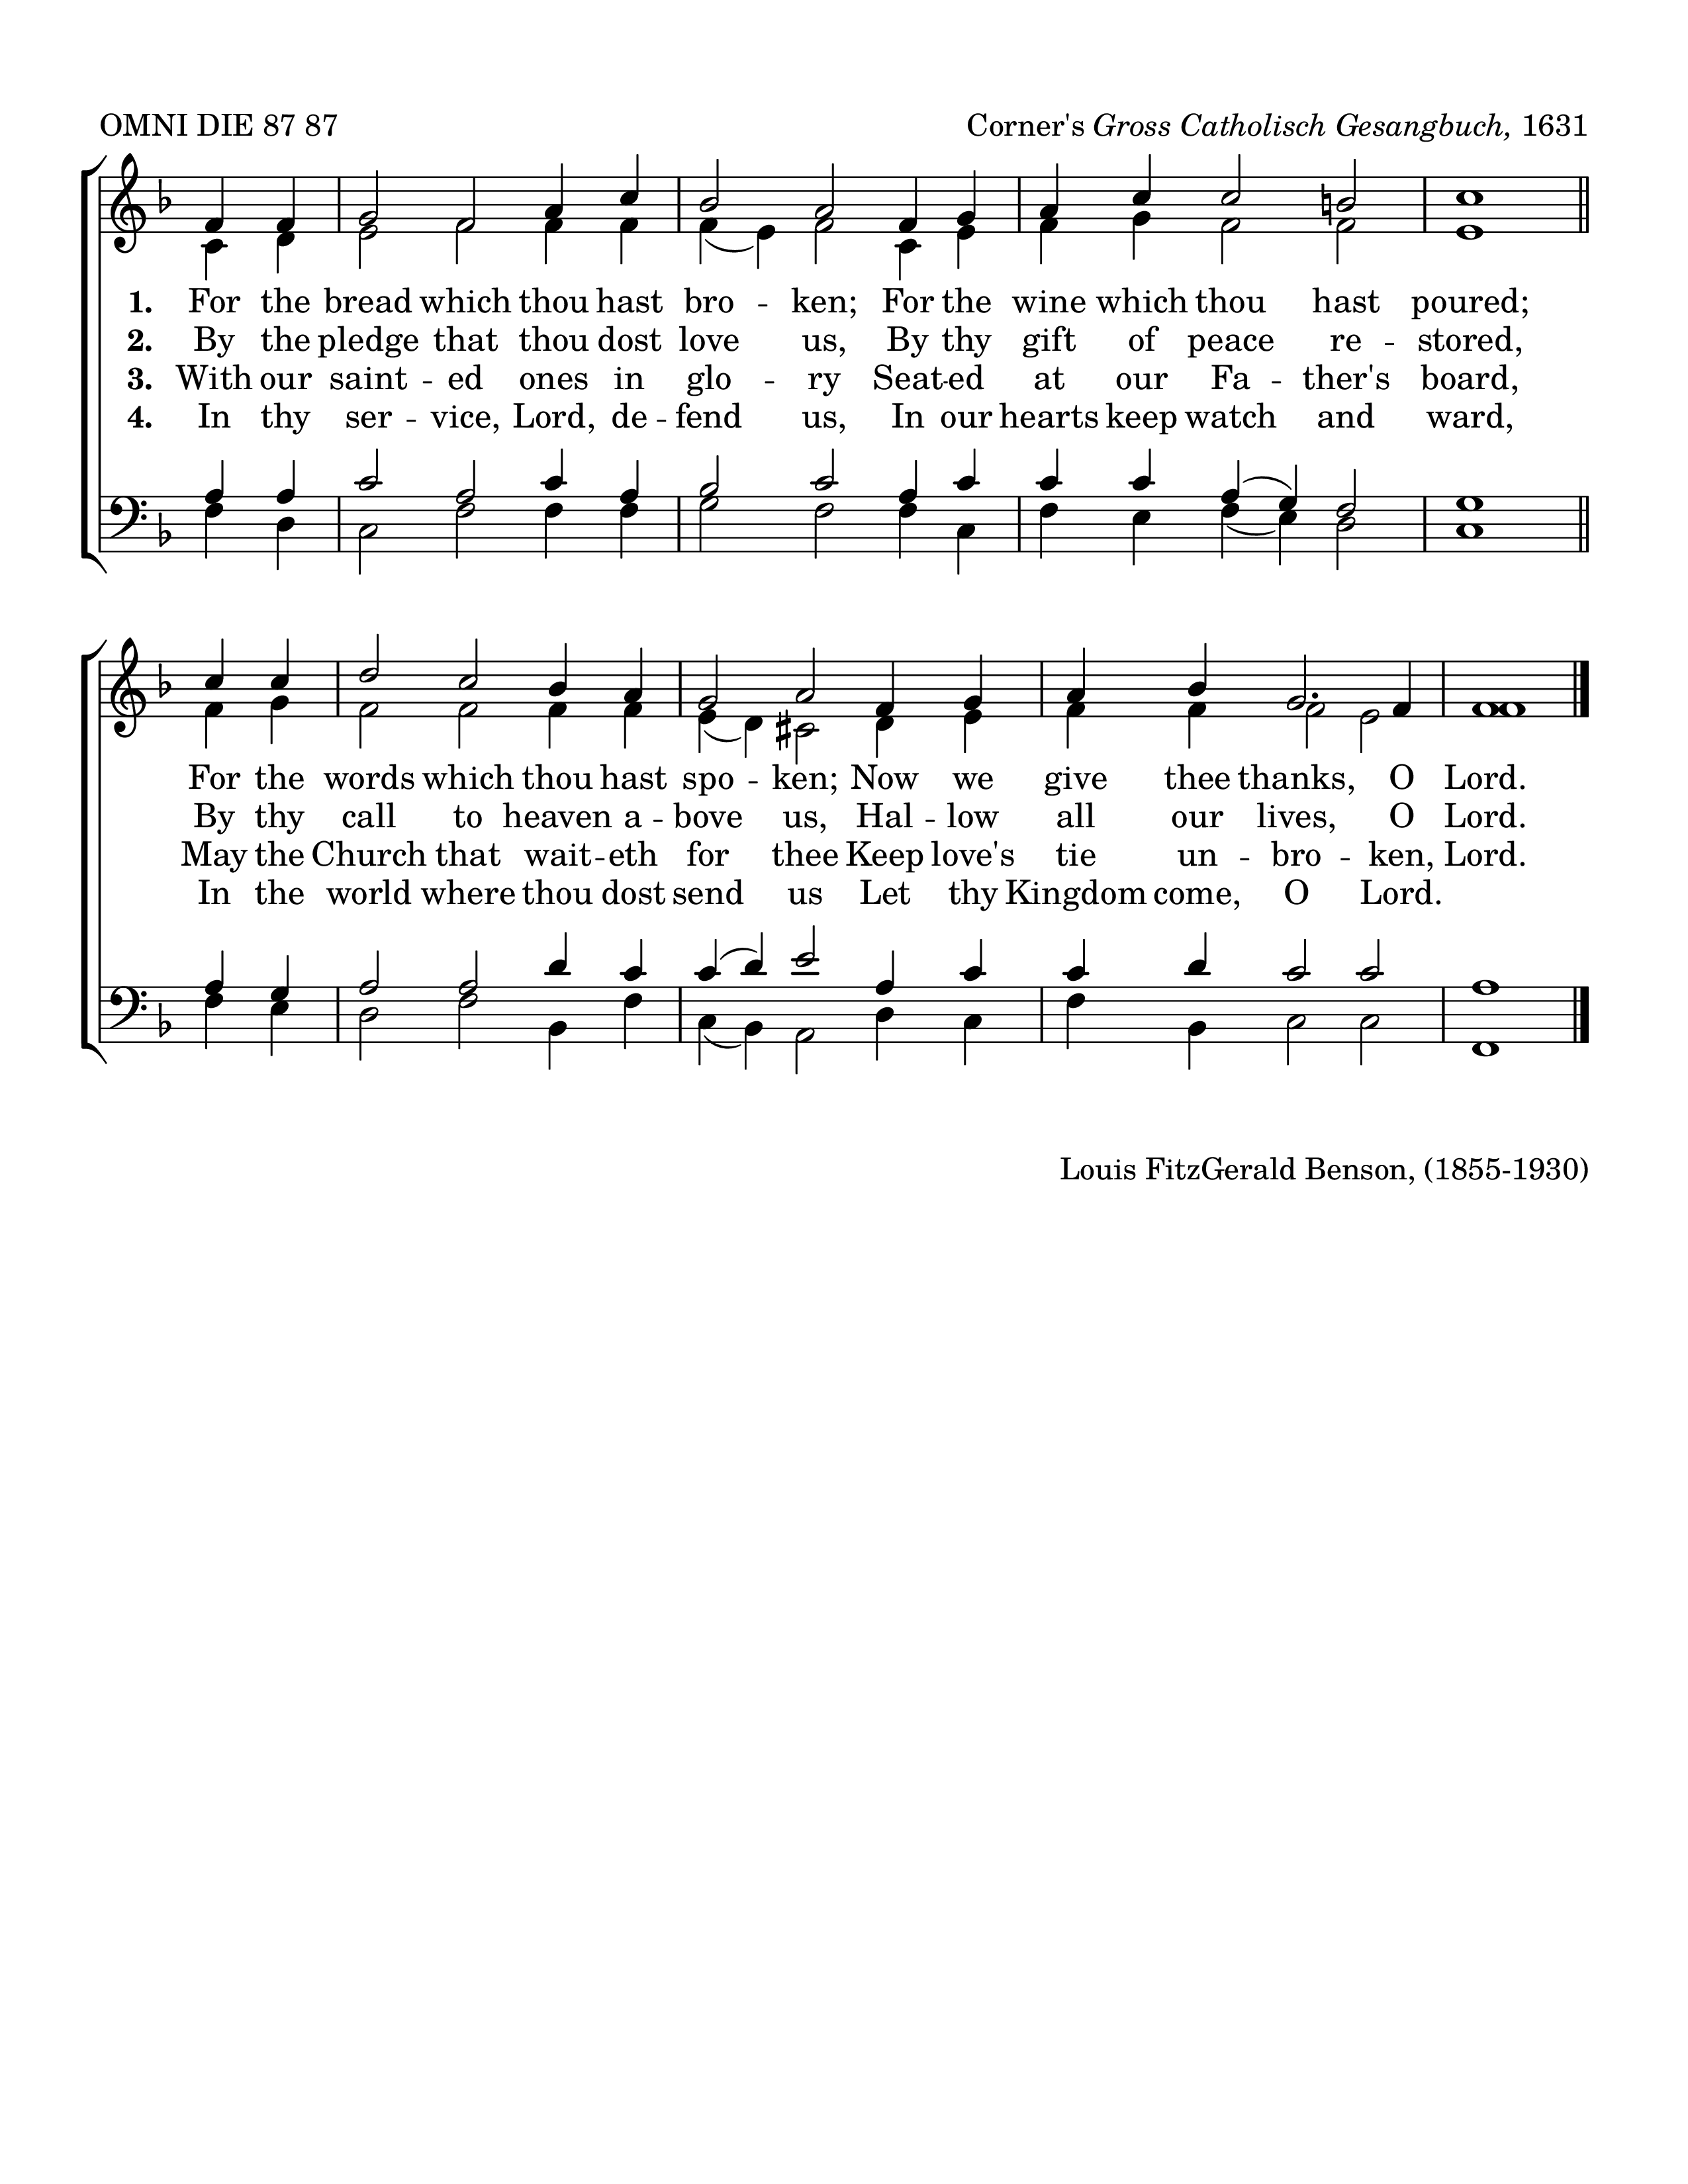 OMNI DIE 87 87
Corner's Gross Catholisch Gesangbuch, 1631
1. For the bread which thou hast bro - ken; For the wine which thou hast poured;
2. By the pledge that thou dost love us, By thy gift of peace re - stored,
3. With our saint - ed ones in glo - ry Seat - ed at our Fa - ther's board,
4. In thy ser - vice, Lord, de - fend us, In our hearts keep watch and ward,
For the words which thou hast spo - ken; Now we give thee thanks, O Lord.
By thy call to heaven a - bove us, Hal - low all our lives, O Lord.
May the Church that wait - eth for thee Keep love's tie un - bro - ken, Lord.
In the world where thou dost send us Let thy Kingdom come, O Lord.
Louis FitzGerald Benson, (1855-1930)